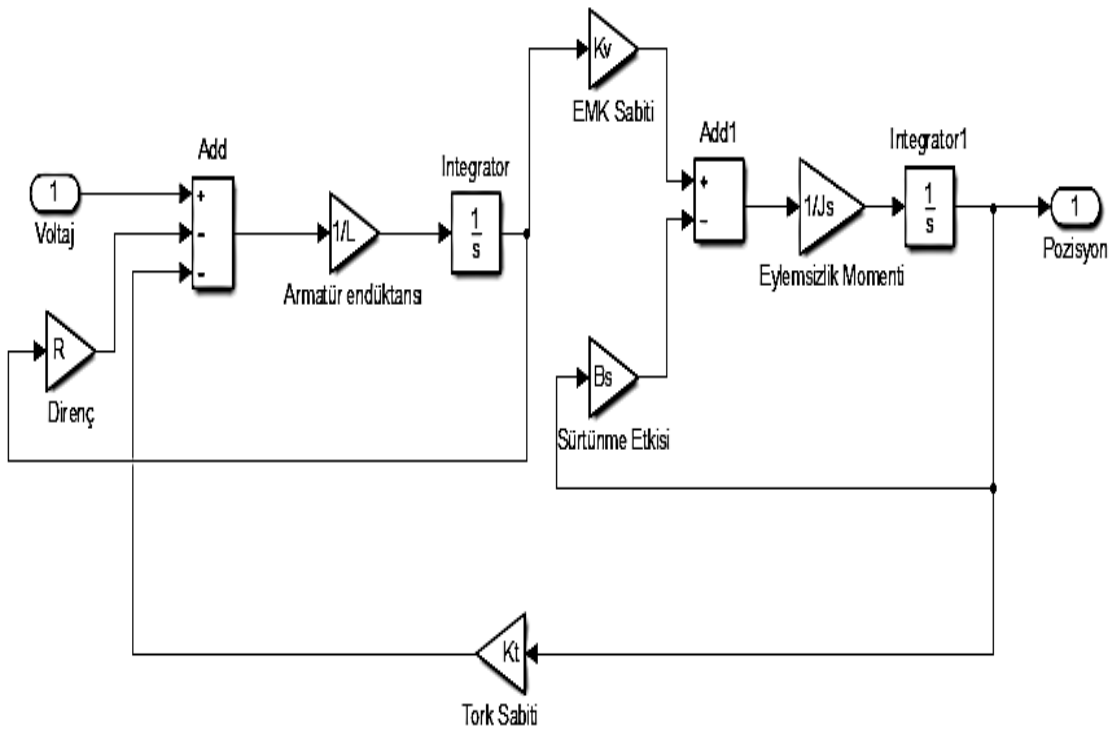 Kv
EMK Sabiti
Add
+
-
-
1
Voltaj
1/L
Armatür endüktansı
Integrator
1
s
Add1
+
-
1/Js
Eylemsizlik Momenti
Integrator1
1
s
1
Pozisyon
R
Direnç
Bs
Sürtünme Etkisi
Kt
Tork Sabiti